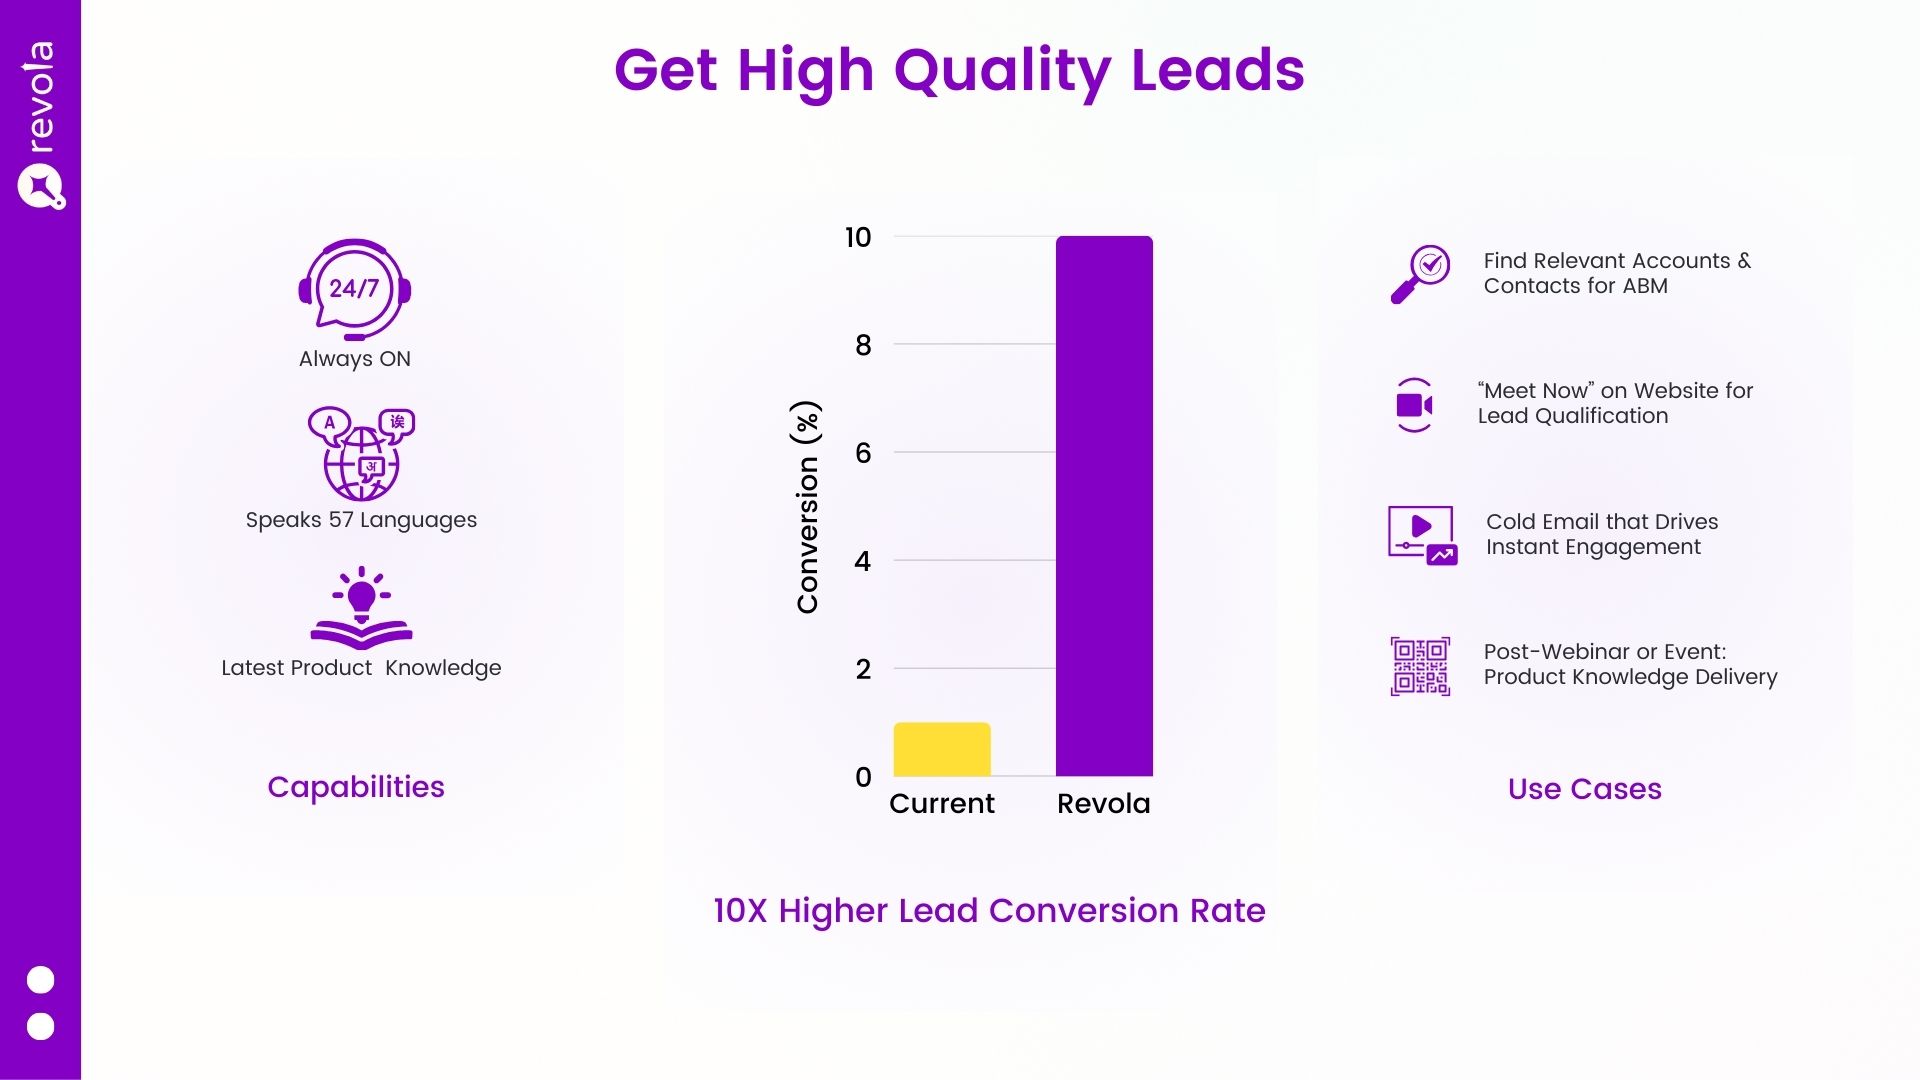 revola
Get High Quality Leads
24/7
Always ON
A
诶
अ
Speaks 57 Languages
Latest Product  Knowledge
Capabilities
Conversion (%)
10
8
6
4
2
0
Current
Revola
10X Higher Lead Conversion Rate
Find Relevant Accounts &
Contacts for ABM
“Meet Now” on Website for
Lead Qualification
Cold Email that Drives
Instant Engagement
Post-Webinar or Event:
Product Knowledge Delivery
Use Cases